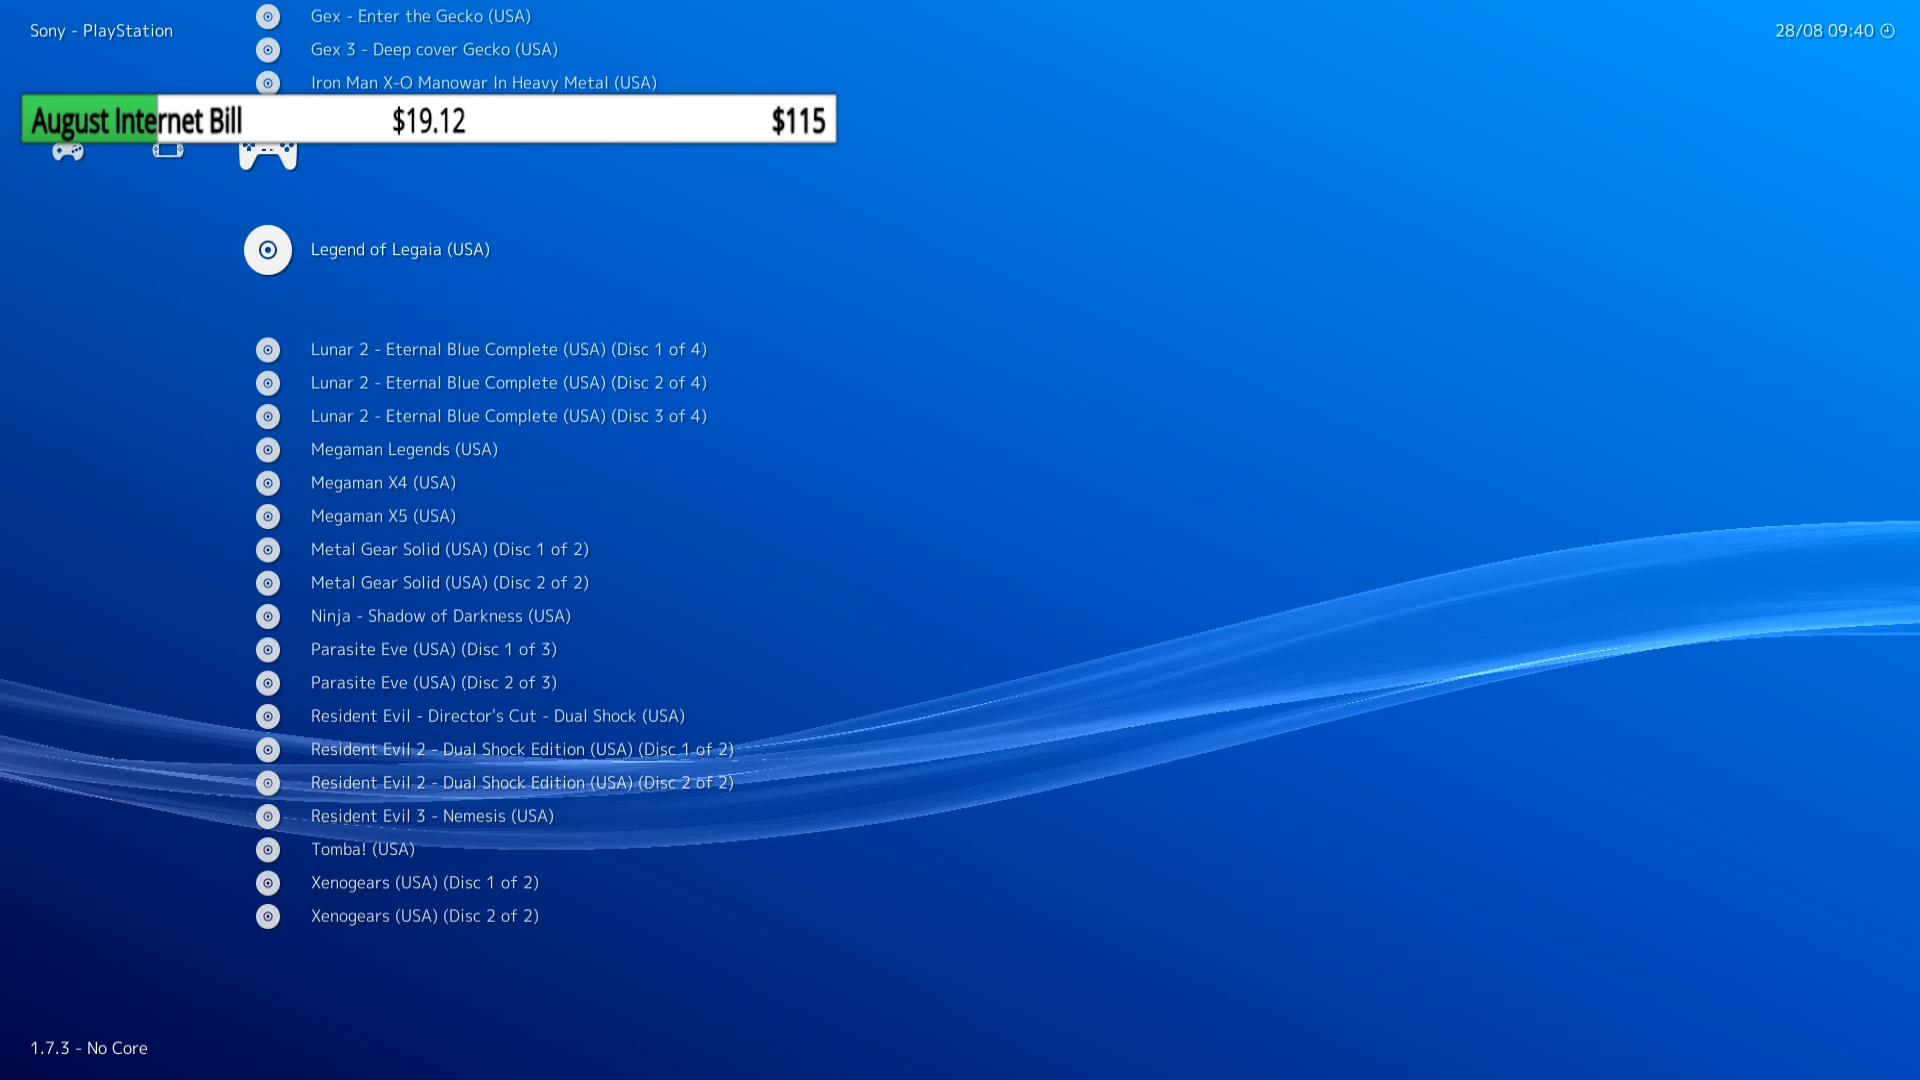 Gex - Enter the Gecko (USA)
Sony - PlayStation
28/08 09:40
Gex 3 - Deep cover Gecko (USA)
Iron Man X-O Manowar In Heavy Metal (USA)
August Internet Bill $19.12 $115
Legend of Legaia (USA)
Lunar 2 - Eternal Blue Complete (USA) (Disc 1 of 4)
Lunar 2 - Eternal Blue Complete (USA) (Disc 2 of 4)
Lunar 2 - Eternal Blue Complete (USA) (Disc 3 of 4)
Megaman Legends (USA)
Megaman X4 (USA)
Megaman X5 (USA)
Metal Gear Solid (USA) (Disc 1 of 2)
Metal Gear Solid (USA) (Disc 2 of 2)
Ninja - Shadow of Darkness (USA)
Parasite Eve (USA) (Disc 1 of 3)
Parasite Eve (USA) (Disc 2 of 3)
Resident Evil - Director's Cut - Dual Shock (USA)
Resident Evil 2 - Dual Shock Edition (USA) (Disc 1 of 2)
Resident Evil 2 - Dual Shock Edition (USA) (Disc 2 of 2)
Resident Evil 3 - Nemesis (USA)
Tomba! (USA)
Xenogears (USA) (Disc 1 of 2)
Xenogears (USA) (Disc 2 of 2)
1.7.3 - No Core